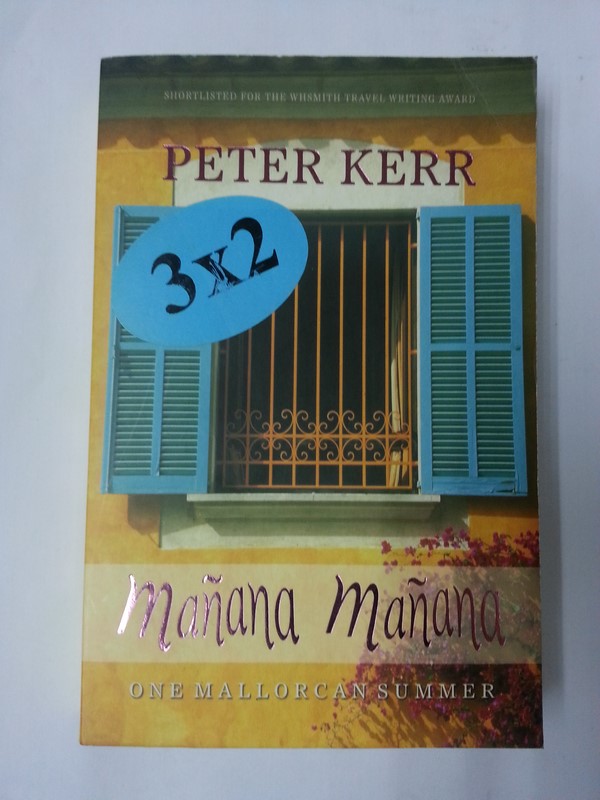 SHORTLISTED FOR THE WHSMITH TRAVEL WRITING AWARD
PETER KERR
3x2
Mañana Mañana
ONE MALLORCAN SUMMER